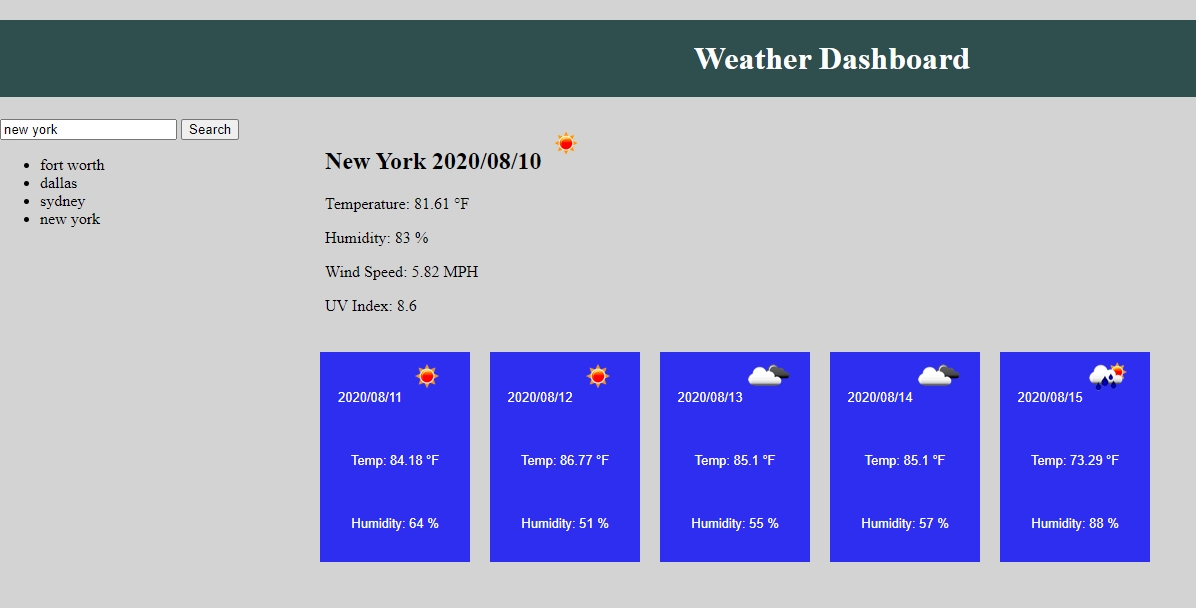 Weather Dashboard
new york Search
fort worth
dallas
sydney
new york
New York 2020/08/10
Temperature: 81.61 °F
Humidity: 83 %
Wind Speed: 5.82 MPH
UV Index: 8.6
2020/08/11
Temp: 84.18 °F
Humidity: 64 %
2020/08/12
Temp: 86.77 °F
Humidity: 51 %
2020/08/13
Temp: 85.1 °F
Humidity: 55 %
2020/08/14
Temp: 85.1 °F
Humidity: 57 %
2020/08/15
Temp: 73.29 °F
Humidity: 88 %